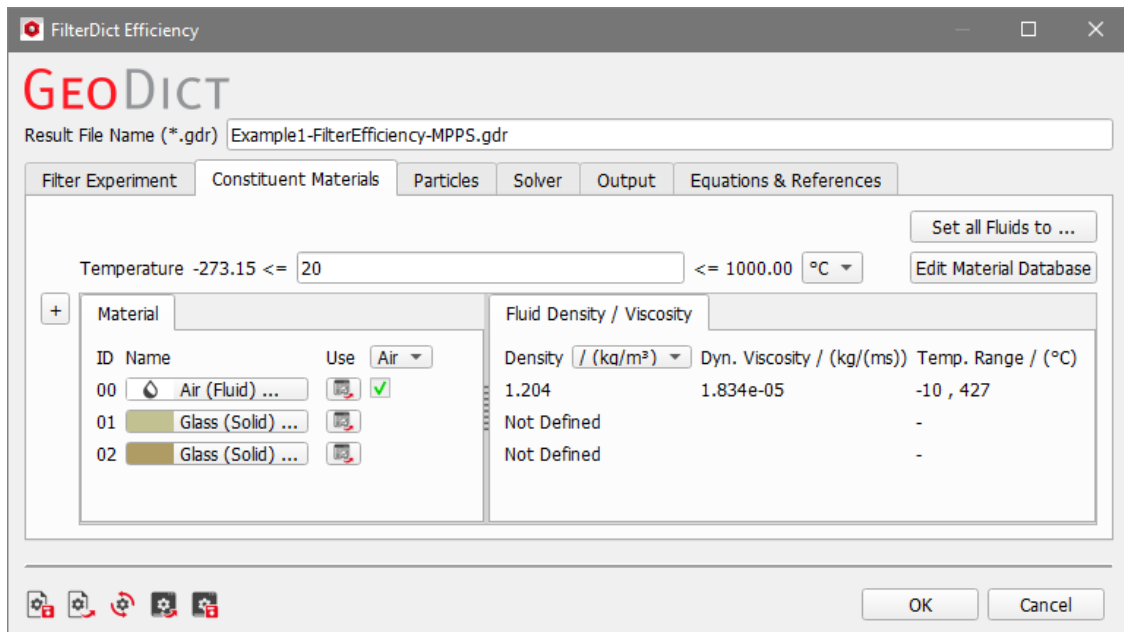 FilterDict Efficiency
GEODICT
Result File Name (*.gdr) Example1-FilterEfficiency-MPPS.gdr
Filter Experiment Constituent Materials Particles Solver Output Equations & References
Set all Fluids to ...
Temperature -273.15 <= 20 <= 1000.00 °C Edit Material Database
+ Material Fluid Density / Viscosity
ID Name Use Air Density / (kg/m³) Dyn. Viscosity / (kg/(ms)) Temp. Range / (°C)
00 Air (Fluid) ... 1.204 1.834e-05 -10 , 427
01 Glass (Solid) ... Not Defined -
02 Glass (Solid) ... Not Defined -
OK Cancel